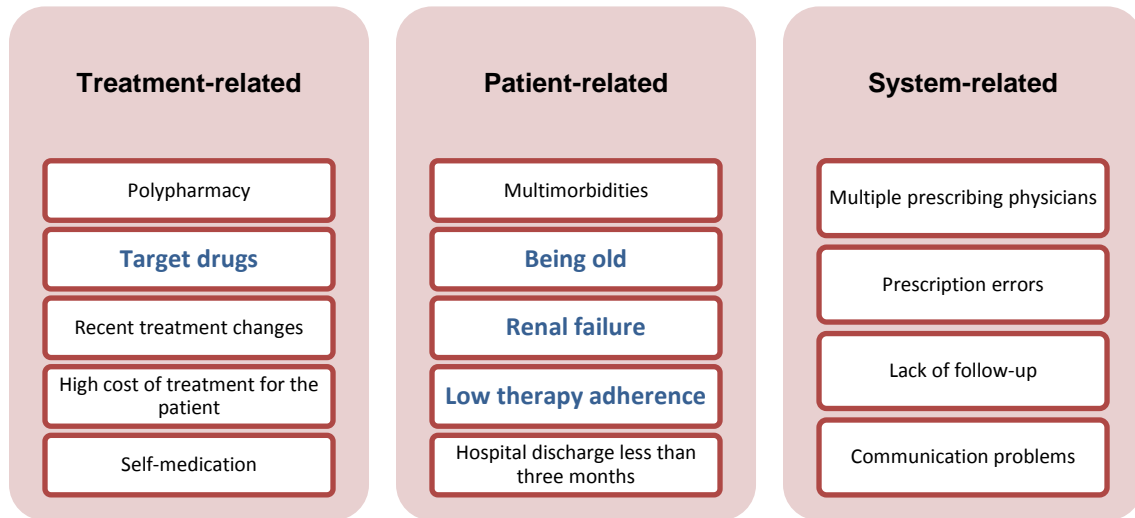 Treatment-related
Polypharmacy
Target drugs
Recent treatment changes
High cost of treatment for the
patient
Self-medication
Patient-related
Multimorbidities
Being old
Renal failure
Low therapy adherence
Hospital discharge less than
three months
System-related
Multiple prescribing physicians
Prescription errors
Lack of follow-up
Communication problems